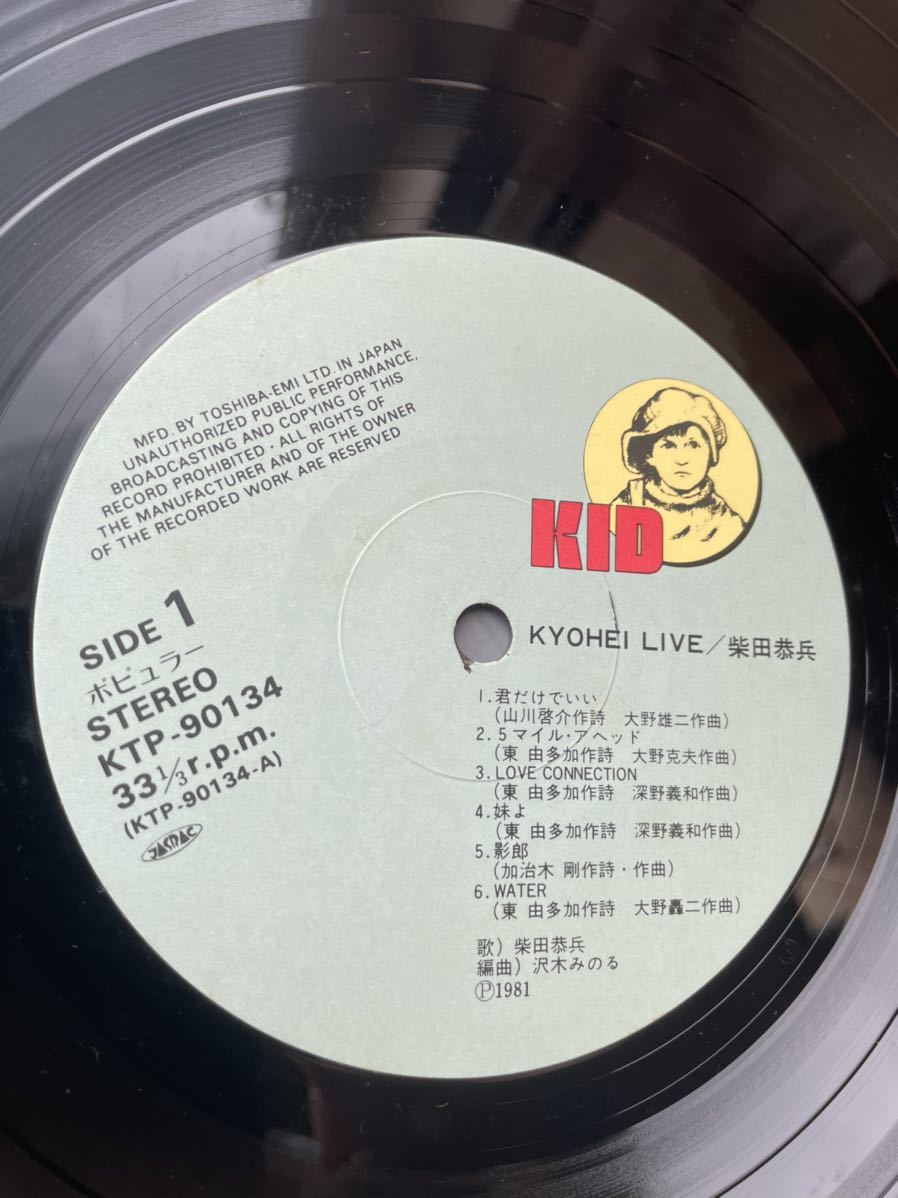 MFD. BY TOSHIBA-EMI LTD. IN JAPAN
UNAUTHORIZED PUBLIC PERFORMANCE,
BROADCASTING AND COPYING OF THIS
RECORD PROHIBITED · ALL RIGHTS OF
THE MANUFACTURER AND OF THE OWNER
OF THE RECORDED WORK ARE RESERVED
KID
SIDE 1
ポピュラー
STEREO
KTP-90134
33 1/3 r.p.m.
(KTP-90134-A)
JASRAC
KYOHEI LIVE/柴田恭兵
1.君だけでいい
(山川啓介作詩 大野雄二作曲)
2.5マイル・アヘッド
(東 由多加作詩 大野克夫作曲)
3.LOVE CONNECTION
(東 由多加作詩 深野義和作曲)
4.妹よ
(東 由多加作詩 深野義和作曲)
5.影郎
(加治木 剛作詩・作曲)
6.WATER
(東 由多加作詩 大野轟二作曲)
歌)柴田恭兵
編曲)沢木みのる
Ⓟ1981